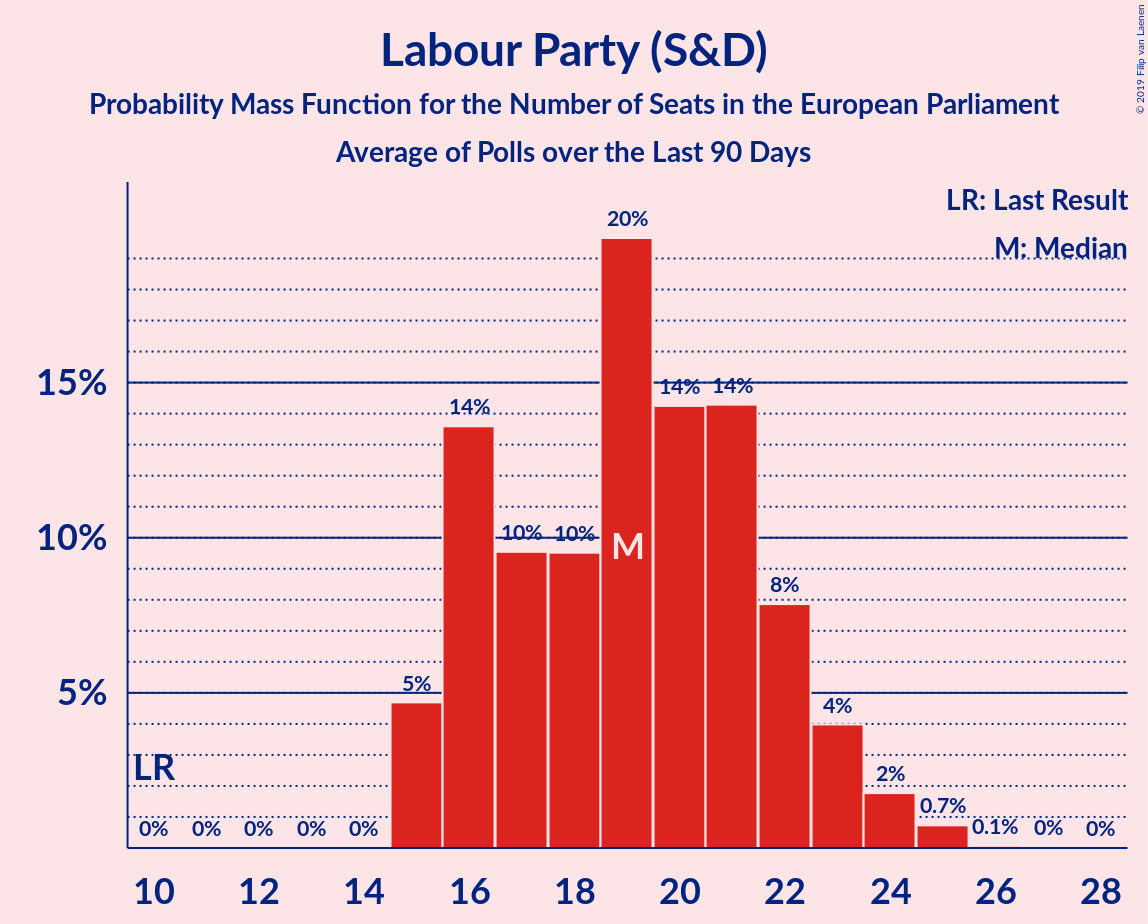 Labour Party (S&D)
Probability Mass Function for the Number of Seats in the European Parliament
Average of Polls over the Last 90 Days
© 2019 Filip van Laenen
LR: Last Result
M: Median
20%
15%
14%
14%
14%
10%
10%
10%
M
8%
5%
5%
4%
LR
2%
0.7%
0%
0%
0%
0%
0%
0.1%
0%
0%
10 12 14 16 18 20 22 24 26 28